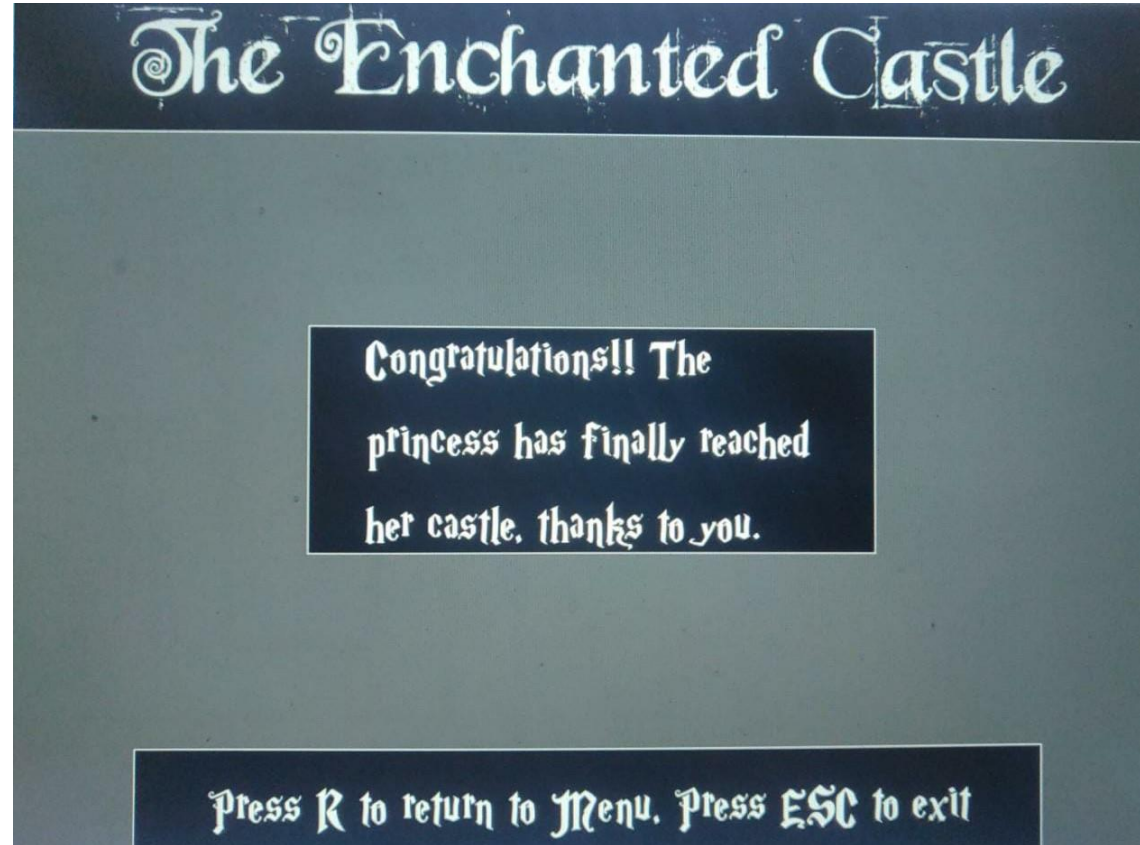 The Enchanted Castle
Congratulations!! The
princess has finally reached
her castle, thanks to you.
Press R to return to Menu. Press ESC to exit